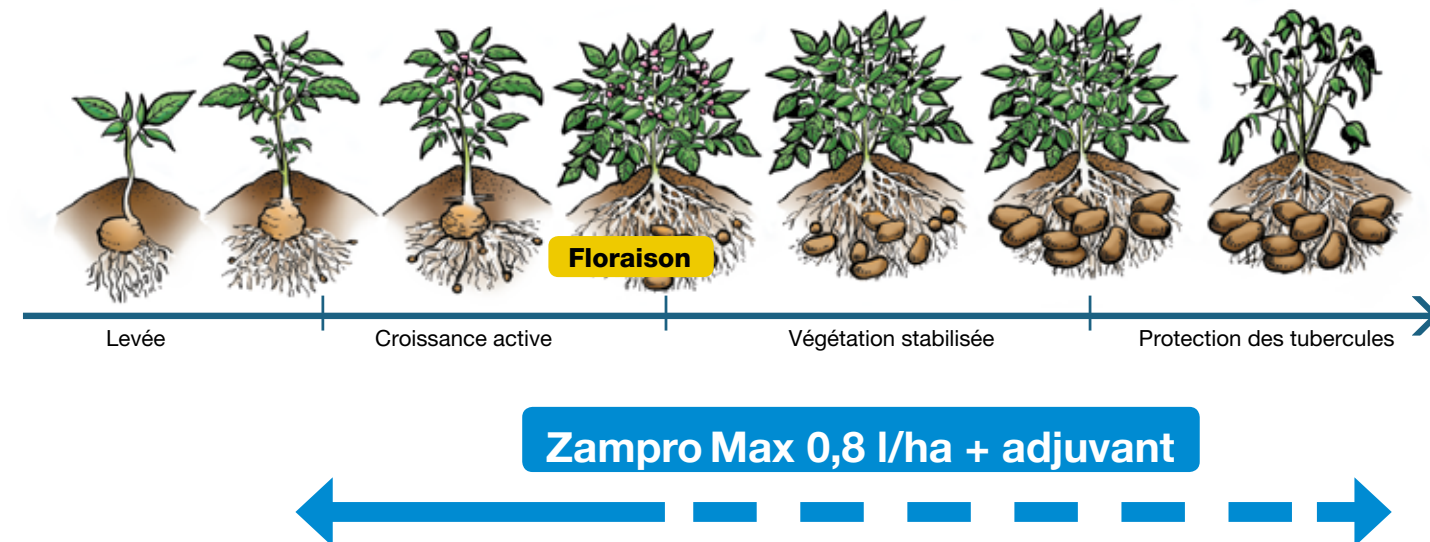 Floraison
Levée
Croissance active
Végétation stabilisée
Protection des tubercules
Zampro Max 0,8 l/ha + adjuvant